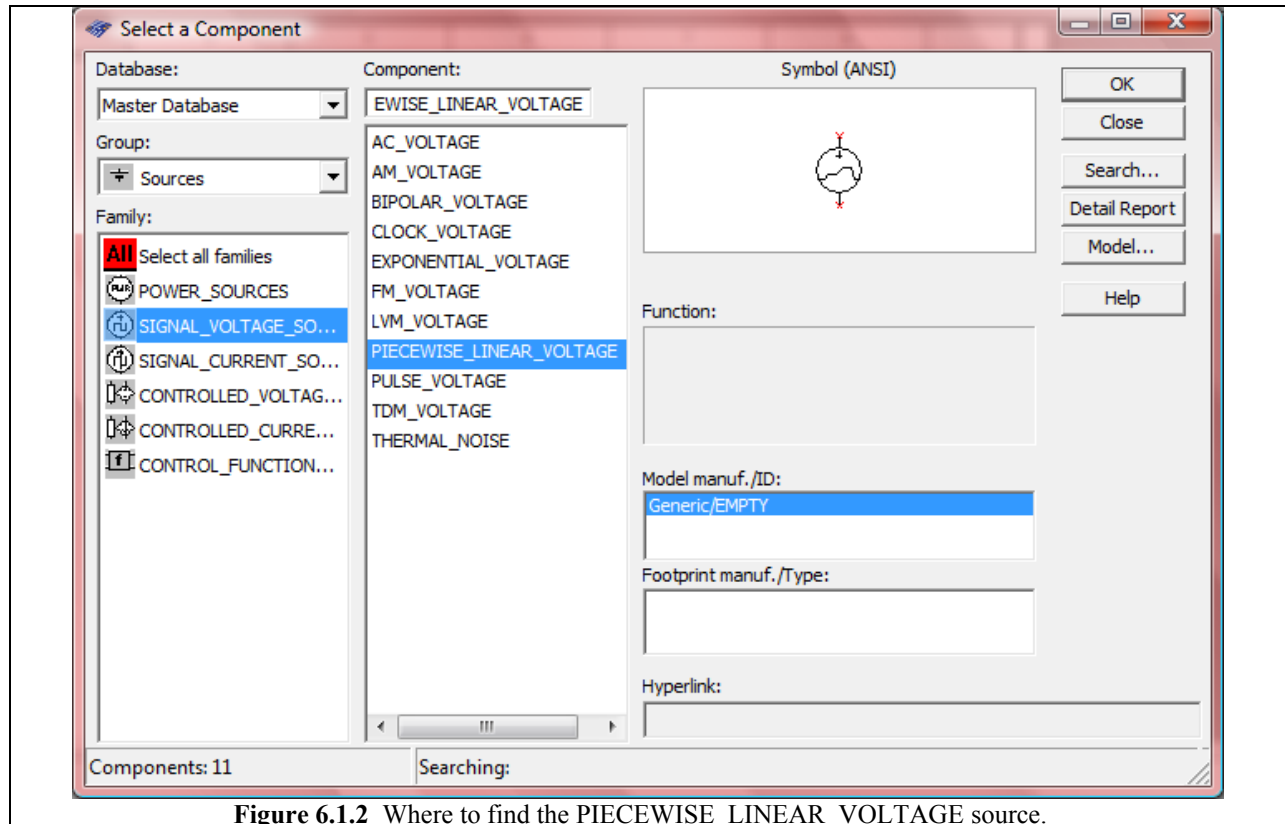 Select a Component
Database:
Master Database
Group:
Sources
Family:
All Select all families
PWR POWER_SOURCES
SIGNAL_VOLTAGE_SO...
SIGNAL_CURRENT_SO...
CONTROLLED_VOLTAG...
CONTROLLED_CURRE...
f CONTROL_FUNCTION...
Component:
EWISE_LINEAR_VOLTAGE
AC_VOLTAGE
AM_VOLTAGE
BIPOLAR_VOLTAGE
CLOCK_VOLTAGE
EXPONENTIAL_VOLTAGE
FM_VOLTAGE
LVM_VOLTAGE
PIECEWISE_LINEAR_VOLTAGE
PULSE_VOLTAGE
TDM_VOLTAGE
THERMAL_NOISE
Symbol (ANSI)
Function:
Model manuf./ID:
Generic/EMPTY
Footprint manuf./Type:
Hyperlink:
OK
Close
Search...
Detail Report
Model...
Help
Components: 11
Searching:
Figure 6.1.2 Where to find the PIECEWISE_LINEAR_VOLTAGE source.